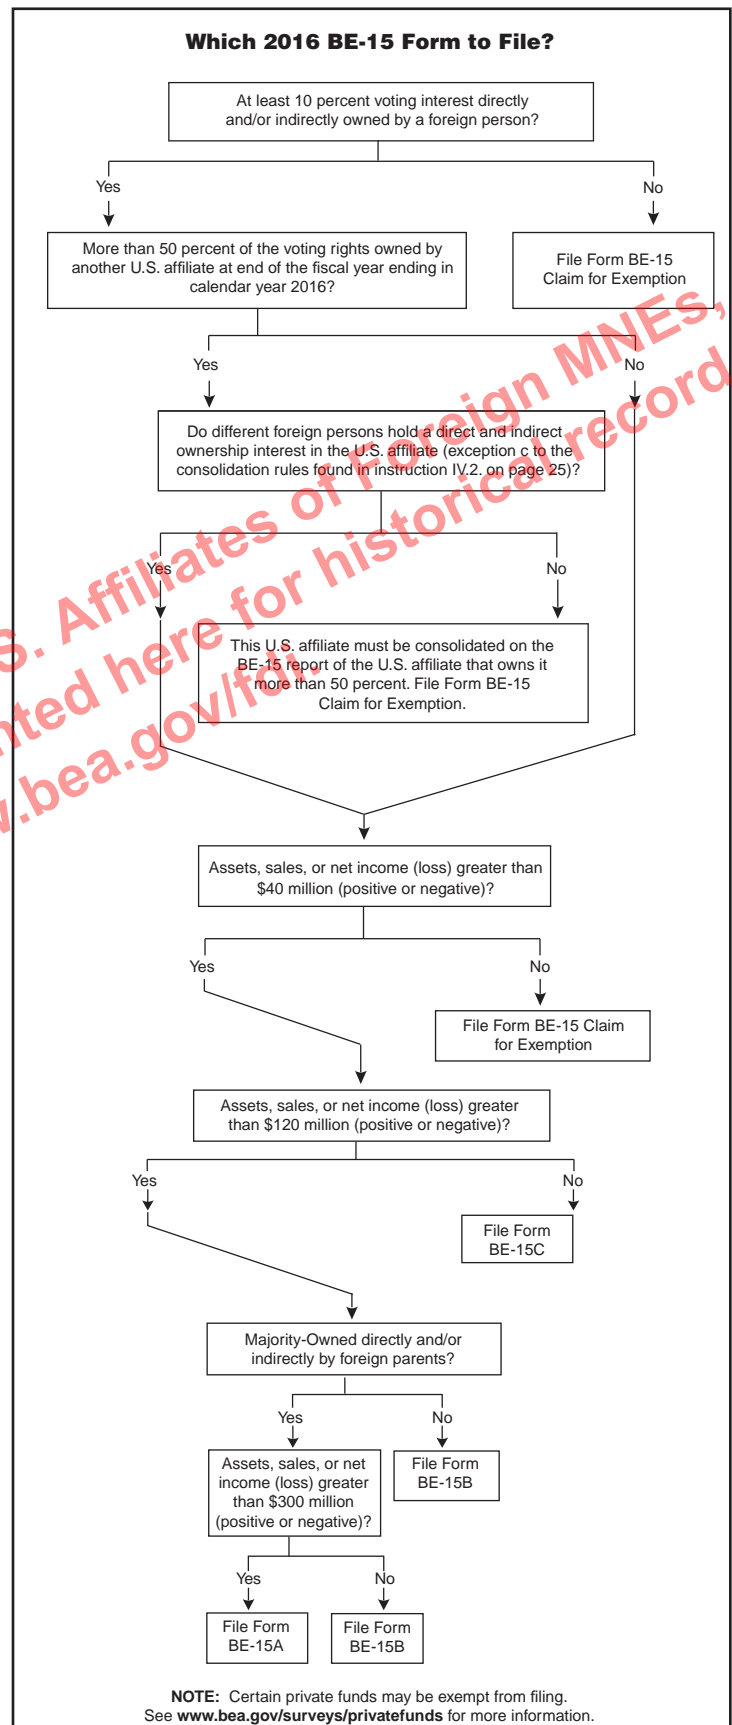 Which 2016 BE-15 Form to File?
At least 10 percent voting interest directly
and/or indirectly owned by a foreign person?
Yes
No
More than 50 percent of the voting rights owned by
another U.S. affiliate at end of the fiscal year ending in
calendar year 2016?
File Form BE-15
Claim for Exemption
Yes
No
Do different foreign persons hold a direct and indirect
ownership interest in the U.S. affiliate (exception c to the
consolidation rules found in instruction IV.2. on page 25)?
Yes
No
This U.S. affiliate must be consolidated on the
BE-15 report of the U.S. affiliate that owns it
more than 50 percent. File Form BE-15
Claim for Exemption.
S. Affiliates of Foreign MNEs,
nted here for historical record
w.bea.gov/fdi.
Assets, sales, or net income (loss) greater than
$40 million (positive or negative)?
Yes
No
File Form BE-15 Claim
for Exemption
Assets, sales, or net income (loss) greater
than $120 million (positive or negative)?
Yes
No
File Form
BE-15C
Majority-Owned directly and/or
indirectly by foreign parents?
Yes
No
Assets, sales, or net
income (loss) greater
than $300 million
(positive or negative)?
File Form
BE-15B
Yes
No
File Form
BE-15A
File Form
BE-15B
NOTE: Certain private funds may be exempt from filing.
See www.bea.gov/surveys/privatefunds for more information.